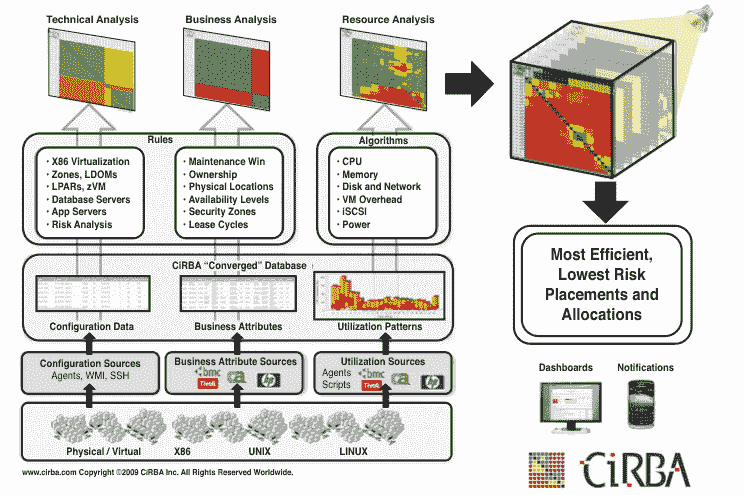 Technical Analysis
Business Analysis
Resource Analysis
Rules
Algorithms
• X86 Virtualization
• Zones, LDOMs
• LPARs, zVM
• Database Servers
• App Servers
• Risk Analysis
• Maintenance Win
• Ownership
• Physical Locations
• Availability Levels
• Security Zones
• Lease Cycles
• CPU
• Memory
• Disk and Network
• VM Overhead
• iSCSI
• Power
Most Efficient,
Lowest Risk
Placements and
Allocations
CiRBA "Converged" Database
Configuration Data
Business Attributes
Utilization Patterns
Configuration Sources
Agents, WMI, SSH
Business Attribute Sources
bmc
Tivoli
ca
hp
Utilization Sources
Agents
Scripts
bmc
Tivoli
ca
hp
Dashboards
Notifications
Physical / Virtual
X86
UNIX
LINUX
www.cirba.com Copyright ©2009 CiRBA Inc. All Rights Reserved Worldwide.
CiRBA